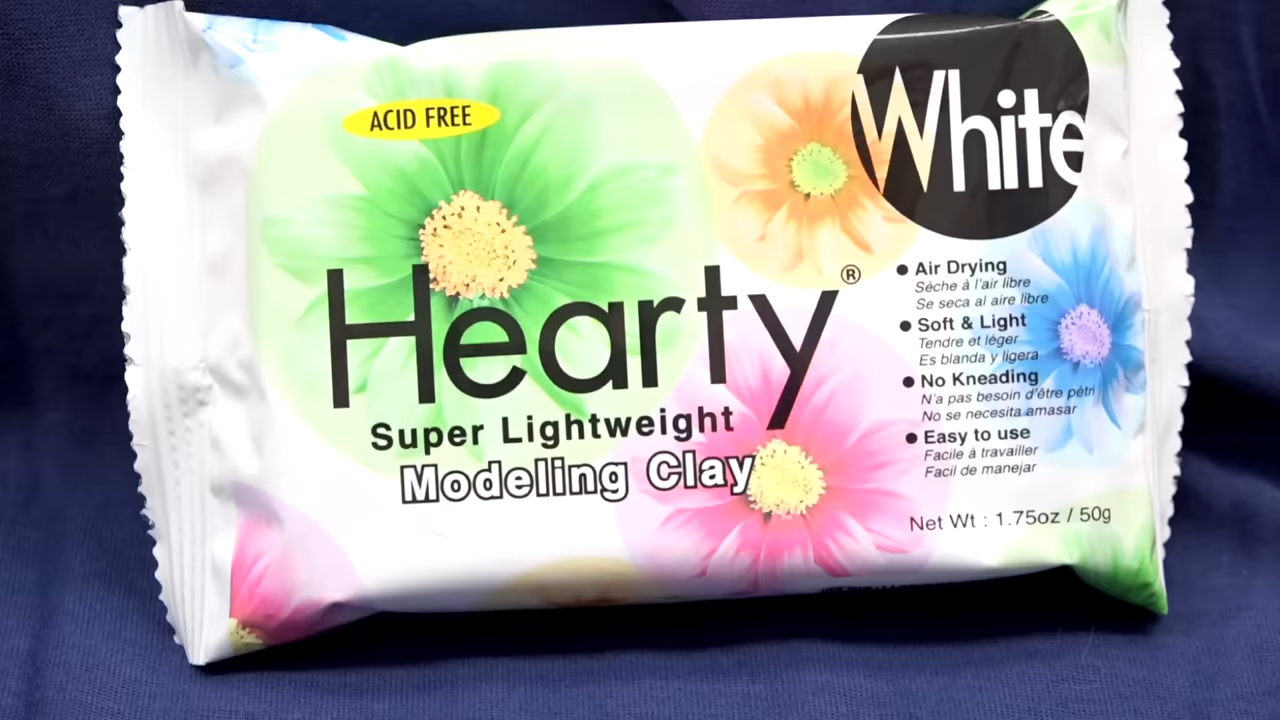 ACID FREE
White
Hearty®
Super Lightweight
Modeling Clay
● Air Drying
Sèche à l'air libre
Se seca al aire libre
● Soft & Light
Tendre et léger
Es blanda y ligera
● No Kneading
N'a pas besoin d'être pétri
No se necesita amasar
● Easy to use
Facile à travailler
Facil de manejar
Net Wt : 1.75oz / 50g